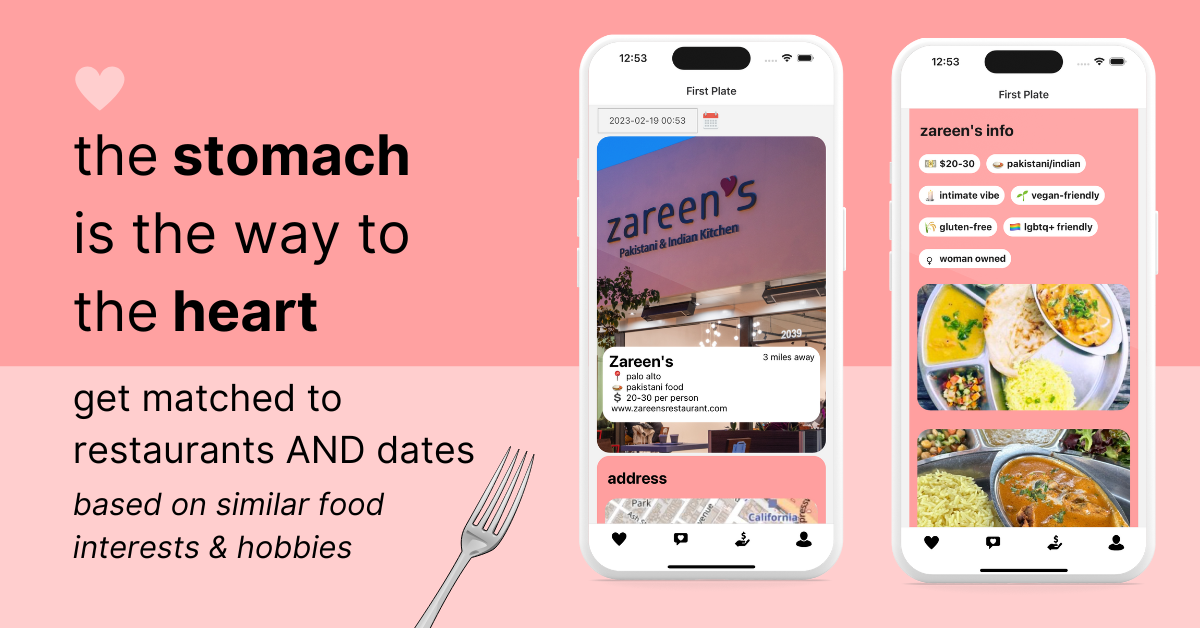 the stomach
is the way to
the heart
get matched to
restaurants AND dates
based on similar food
interests & hobbies
12:53
First Plate
2023-02-19 00:53
zareen's
Pakistani & Indian Kitchen
2039
Zareen's
3 miles away
palo alto
pakistani food
20-30 per person
www.zareensrestaurant.com
address
Park
California
12:53
First Plate
zareen's info
$20-30
pakistani/indian
intimate vibe
vegan-friendly
gluten-free
lgbtq+ friendly
woman owned